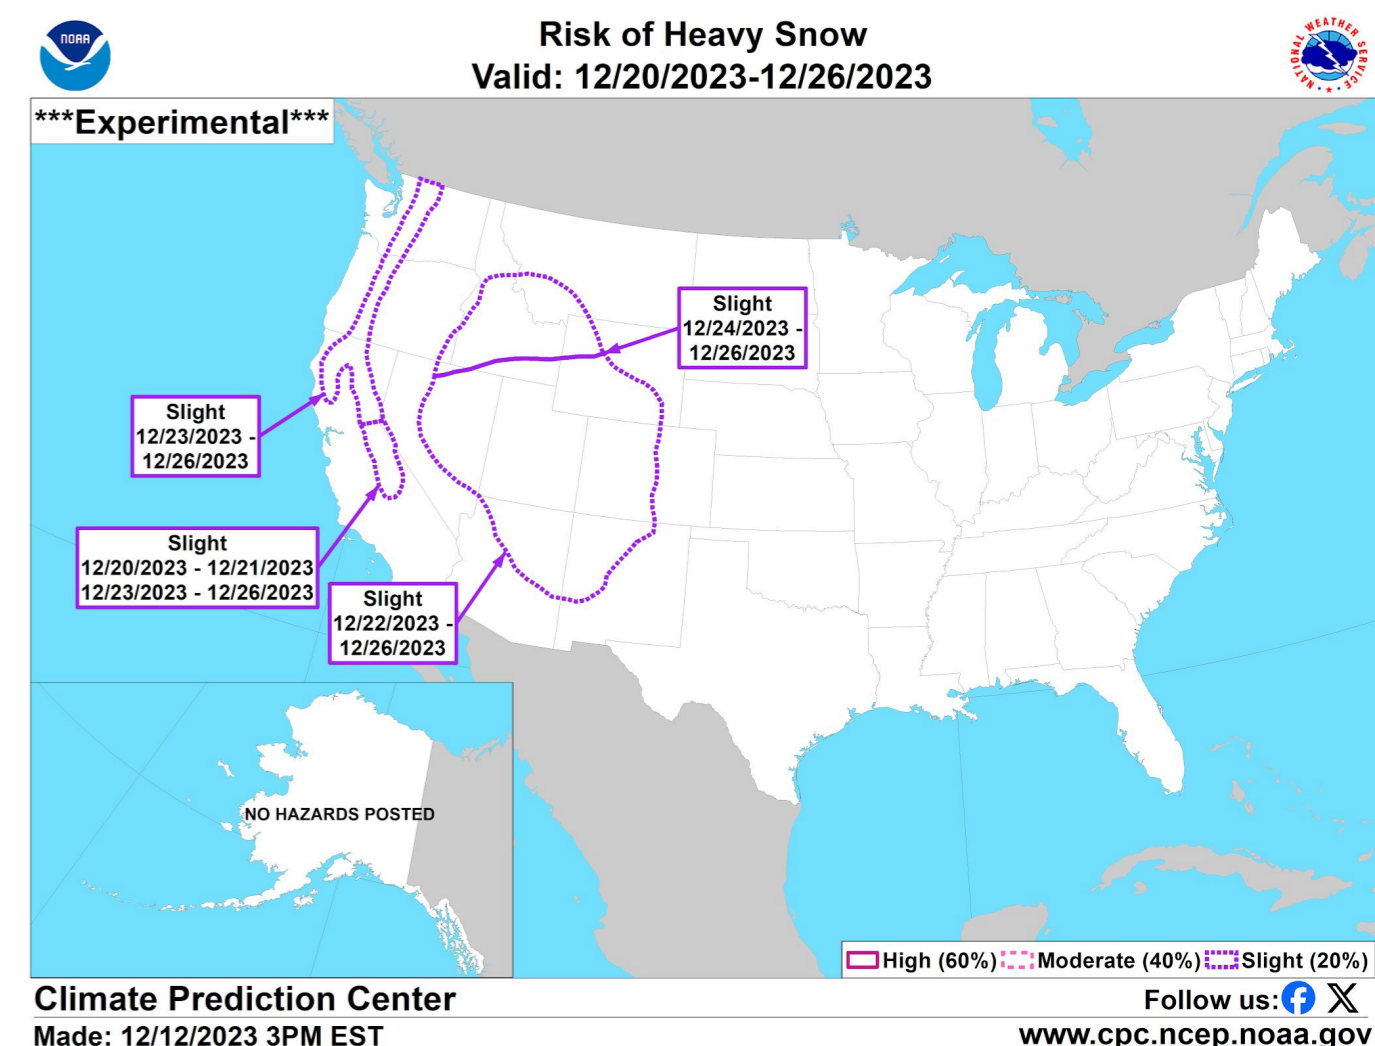 NOAA
Risk of Heavy Snow
Valid: 12/20/2023-12/26/2023
NATIONAL WEATHER SERVICE
***Experimental***
Slight
12/24/2023 -
12/26/2023
Slight
12/23/2023 -
12/26/2023
Slight
12/20/2023 - 12/21/2023
12/23/2023 - 12/26/2023
Slight
12/22/2023 -
12/26/2023
NO HAZARDS POSTED
High (60%) Moderate (40%) Slight (20%)
Climate Prediction Center
Follow us:
Made: 12/12/2023 3PM EST
www.cpc.ncep.noaa.gov